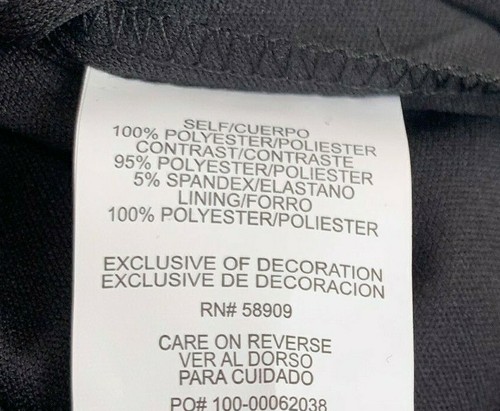 SELF/CUERPO
100% POLYESTER/POLIESTER
CONTRAST/CONTRASTE
95% POLYESTER/POLIESTER
5% SPANDEX/ELASTANO
LINING/FORRO
100% POLYESTER/POLIESTER
EXCLUSIVE OF DECORATION
EXCLUSIVE DE DECORACION
RN# 58909
CARE ON REVERSE
VER AL DORSO
PARA CUIDADO
PO# 100-00062038